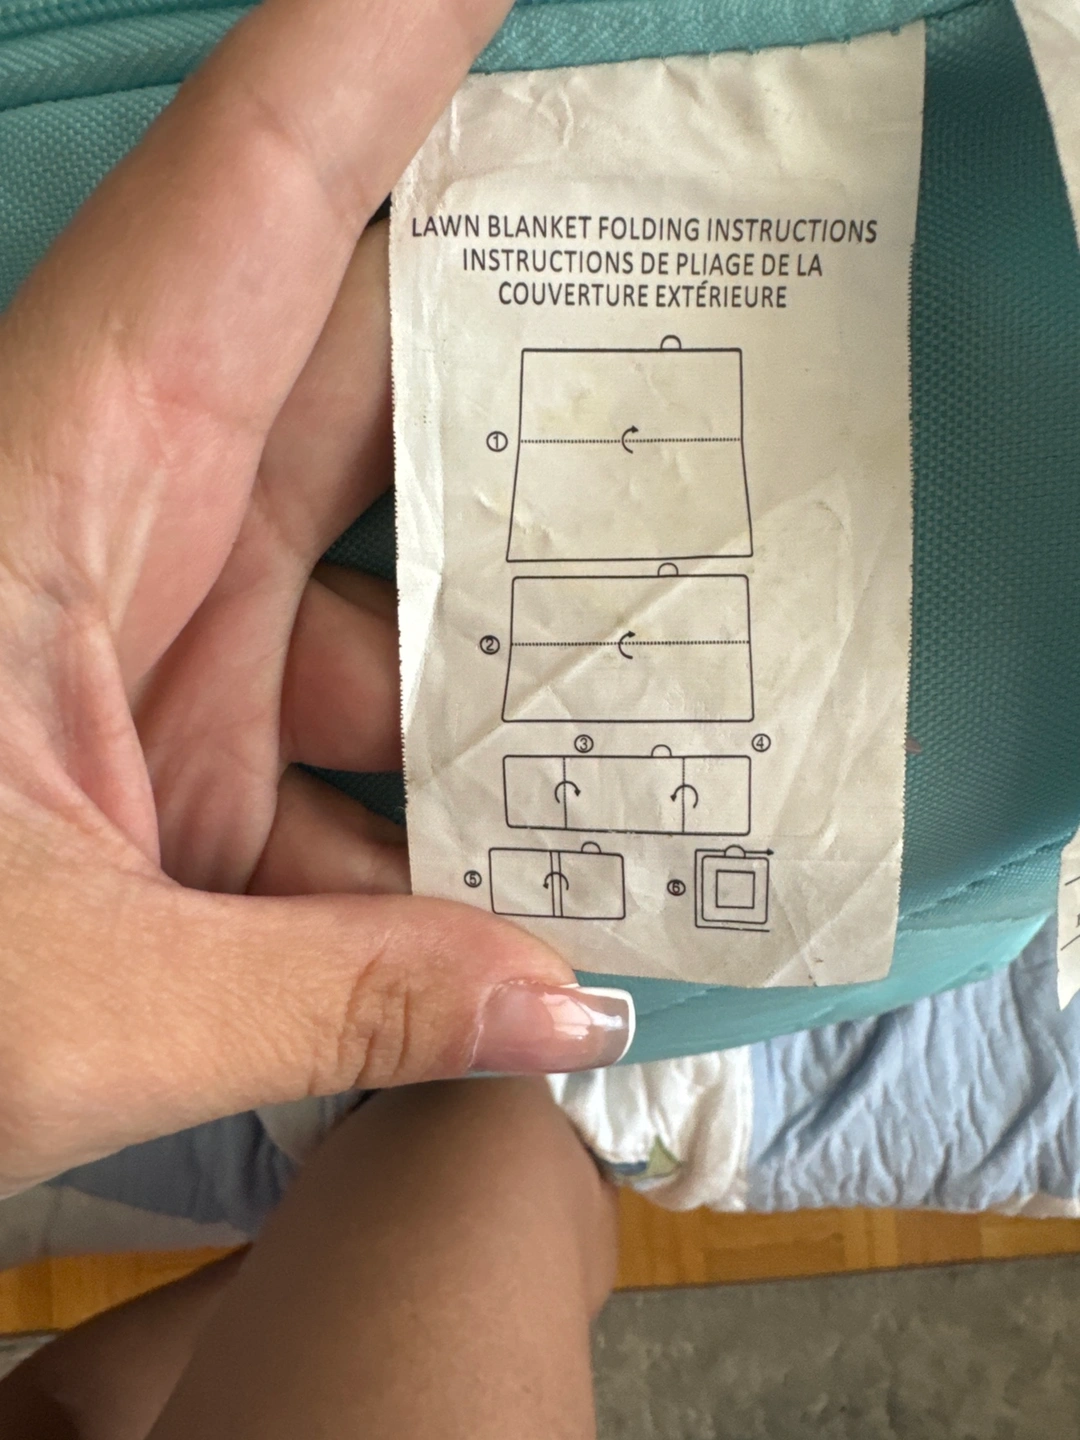 LAWN BLANKET FOLDING INSTRUCTIONS
INSTRUCTIONS DE PLIAGE DE LA
COUVERTURE EXTÉRIEURE
①
②
③ ④
⑤ ⑥